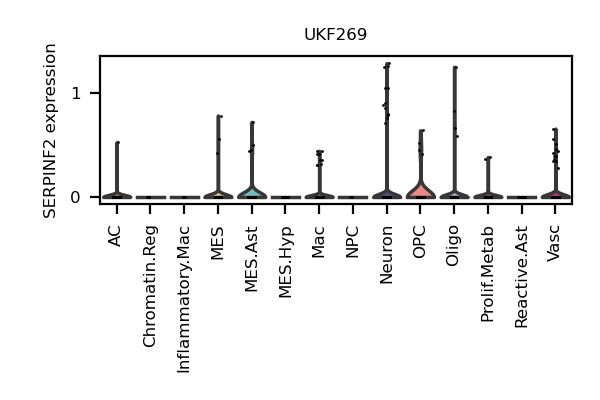 UKF269
SERPINF2 expression
1
0
AC
Chromatin.Reg
Inflammatory.Mac
MES
MES.Ast
MES.Hyp
Mac
NPC
Neuron
OPC
Oligo
Prolif.Metab
Reactive.Ast
Vasc